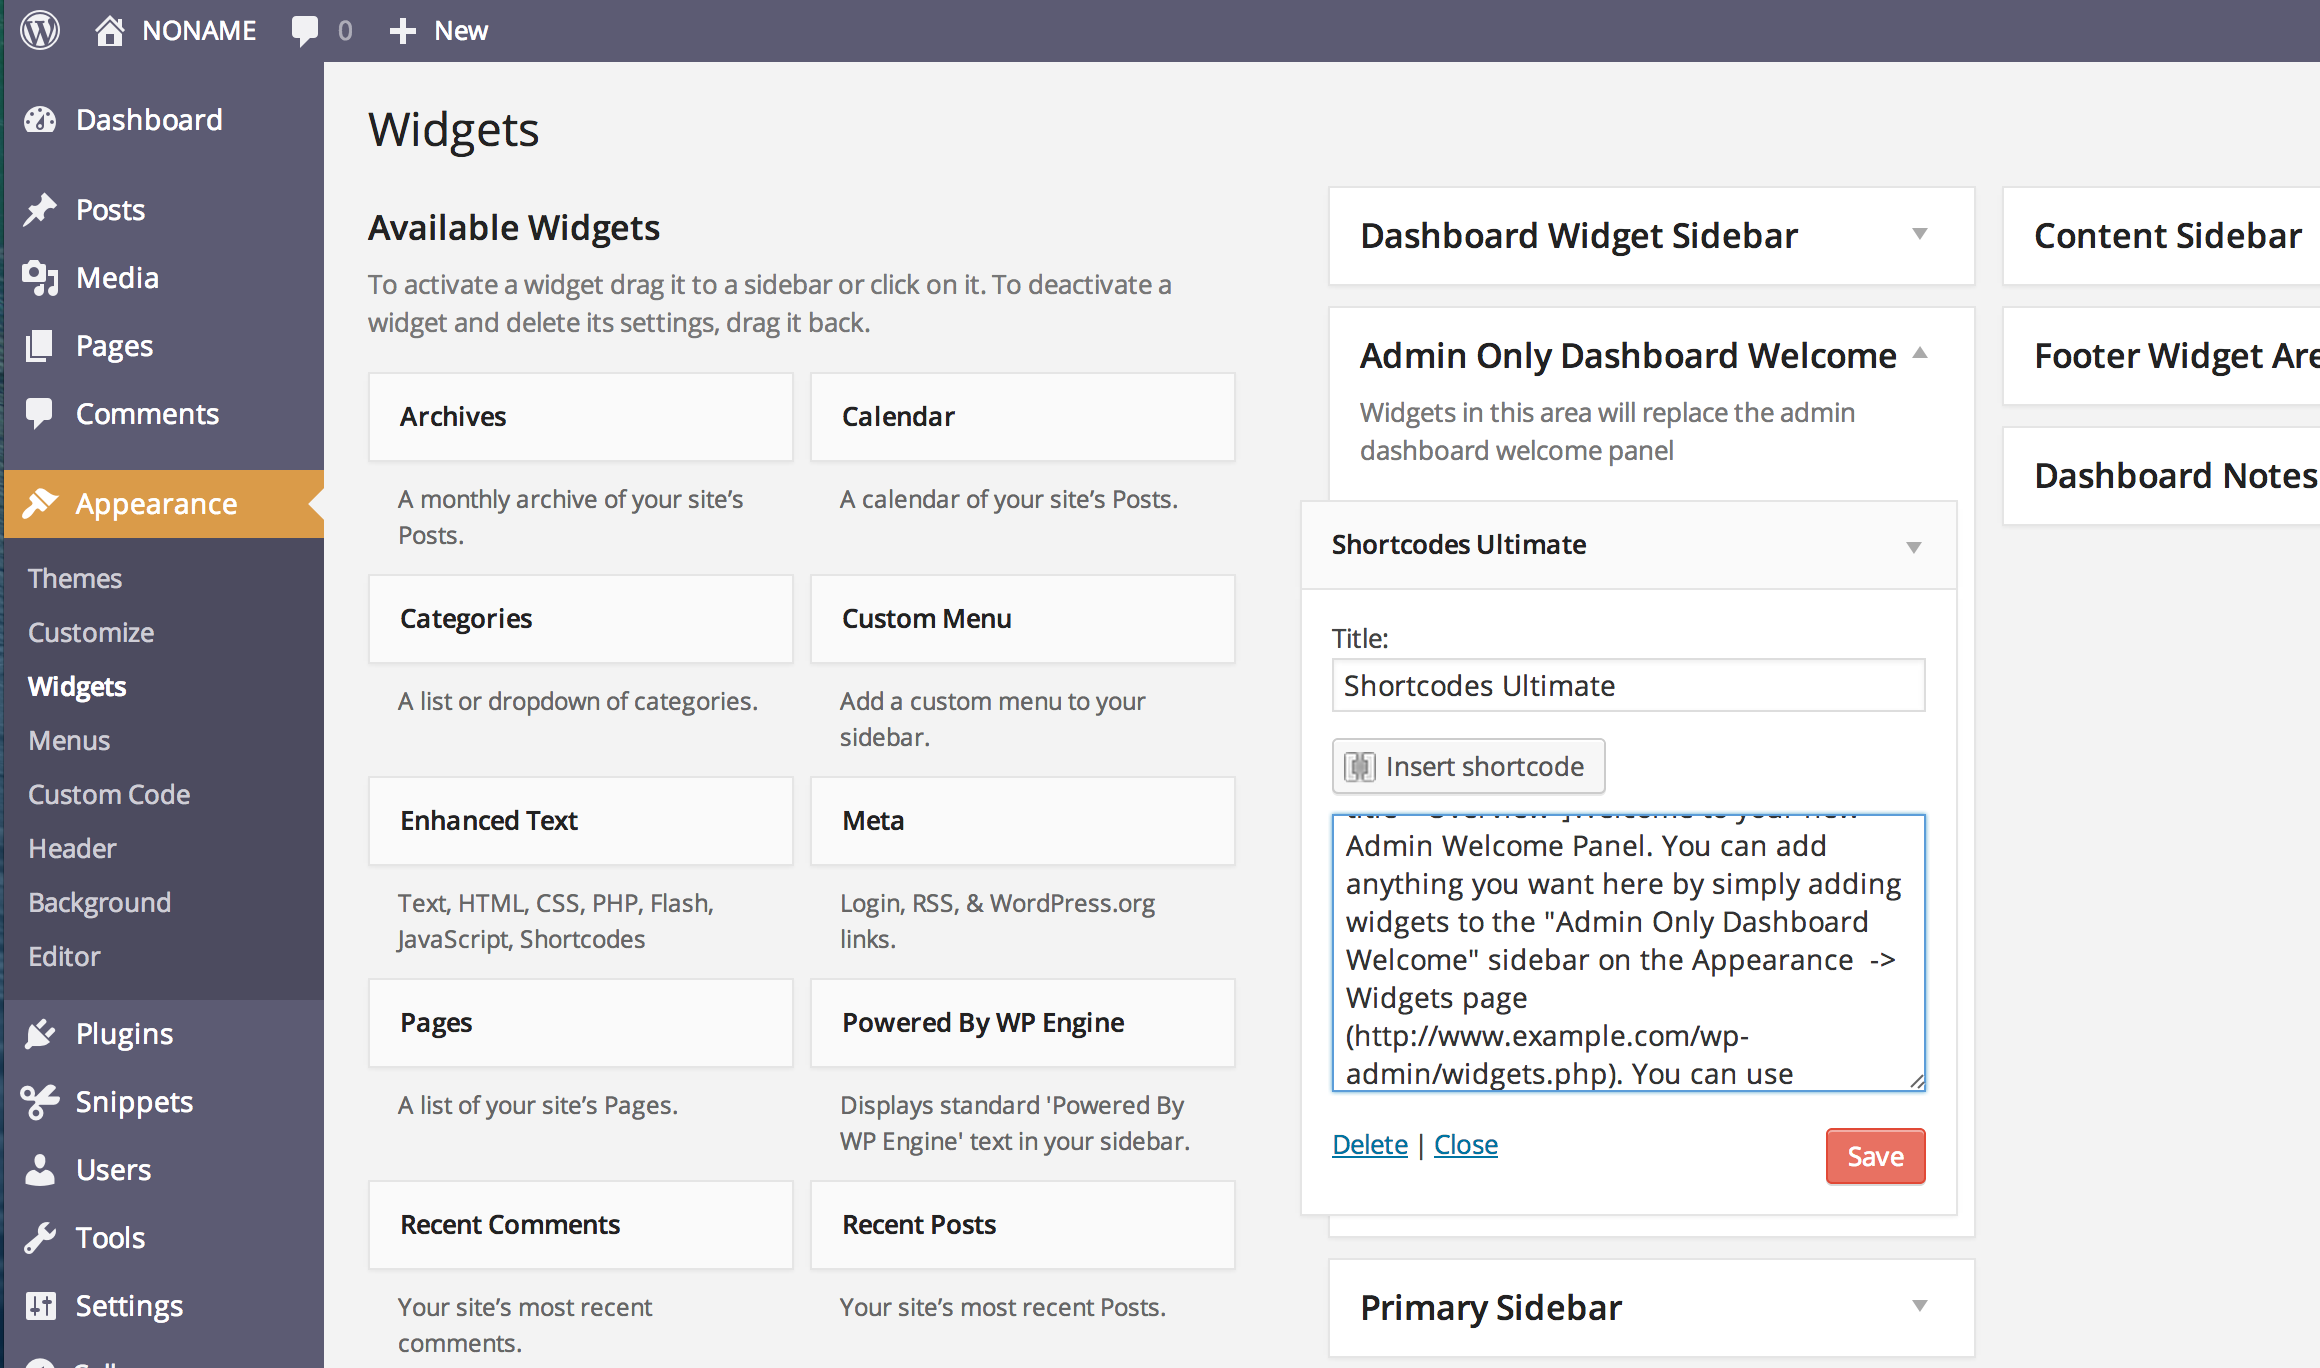 NONAME
0
New
Dashboard
Posts
Media
Pages
Comments
Appearance
Themes
Customize
Widgets
Menus
Custom Code
Header
Background
Editor
Plugins
Snippets
Users
Tools
Settings
Widgets
Available Widgets
To activate a widget drag it to a sidebar or click on it. To deactivate a
widget and delete its settings, drag it back.
Archives
A monthly archive of your site’s
Posts.
Calendar
A calendar of your site’s Posts.
Categories
A list or dropdown of categories.
Custom Menu
Add a custom menu to your
sidebar.
Enhanced Text
Text, HTML, CSS, PHP, Flash,
JavaScript, Shortcodes
Meta
Login, RSS, & WordPress.org
links.
Pages
A list of your site’s Pages.
Powered By WP Engine
Displays standard 'Powered By
WP Engine' text in your sidebar.
Recent Comments
Your site’s most recent
comments.
Recent Posts
Your site’s most recent Posts.
Dashboard Widget Sidebar
Admin Only Dashboard Welcome
Widgets in this area will replace the admin
dashboard welcome panel
Shortcodes Ultimate
Title:
Shortcodes Ultimate
Insert shortcode
Welcome to your new
Admin Welcome Panel. You can add
anything you want here by simply adding
widgets to the "Admin Only Dashboard
Welcome" sidebar on the Appearance  ->
Widgets page
(http://www.example.com/wp-
admin/widgets.php). You can use
Delete | Close
Save
Primary Sidebar
Content Sidebar
Footer Widget Are
Dashboard Notes